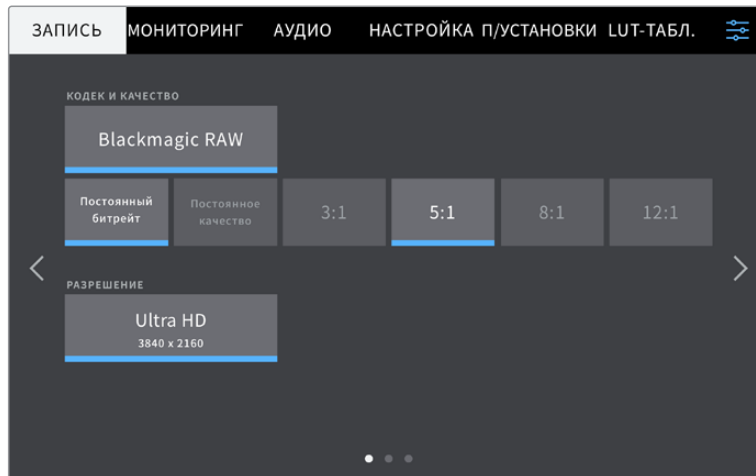 ЗАПИСЬ МОНИТОРИНГ АУДИО НАСТРОЙКА П/УСТАНОВКИ LUT-ТАБЛ.
КОДЕК И КАЧЕСТВО
Blackmagic RAW
Постоянный битрейт Постоянное качество 3:1 5:1 8:1 12:1
РАЗРЕШЕНИЕ
Ultra HD
3840 x 2160